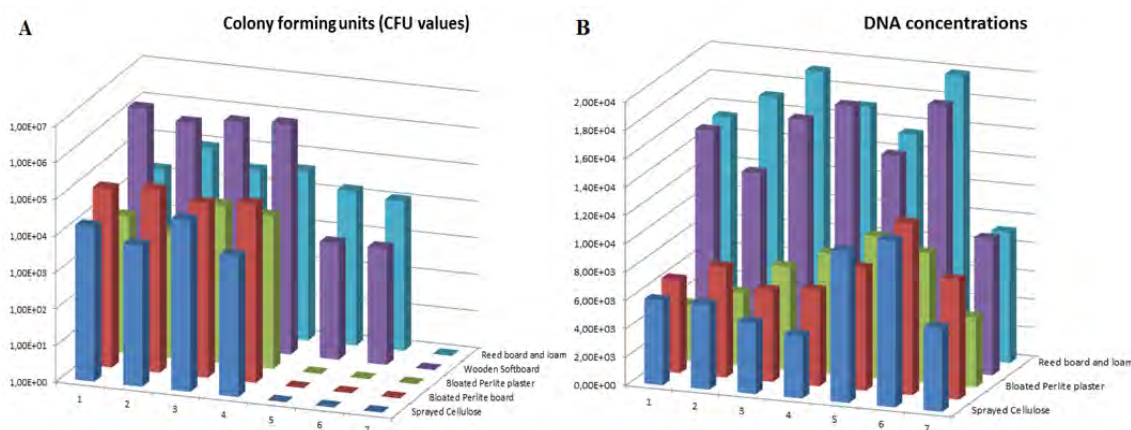 A
Colony forming units (CFU values)
1,00E+07
1,00E+06
1,00E+05
1,00E+04
1,00E+03
1,00E+02
1,00E+01
1,00E+00
1
2
3
4
5
6
7
Reed board and loam
Wooden Softboard
Bloated Perlite plaster
Bloated Perlite board
Sprayed Cellulose
B
DNA concentrations
2,00E+04
1,80E+04
1,60E+04
1,40E+04
1,20E+04
1,00E+04
8,00E+03
6,00E+03
4,00E+03
2,00E+03
0,00E+00
1
2
3
4
5
6
7
Reed board and loam
Bloated Perlite plaster
Sprayed Cellulose